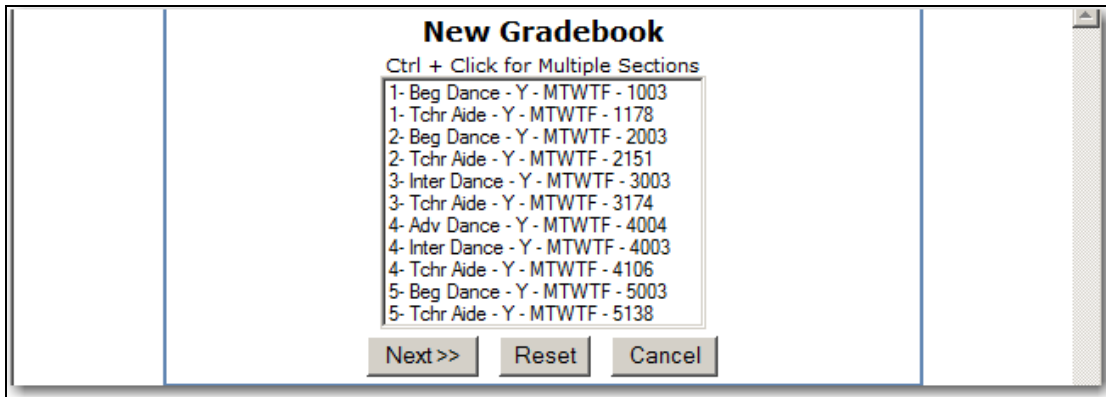 New Gradebook
Ctrl + Click for Multiple Sections
1- Beg Dance - Y - MTWTF - 1003
1- Tchr Aide - Y - MTWTF - 1178
2- Beg Dance - Y - MTWTF - 2003
2- Tchr Aide - Y - MTWTF - 2151
3- Inter Dance - Y - MTWTF - 3003
3- Tchr Aide - Y - MTWTF - 3174
4- Adv Dance - Y - MTWTF - 4004
4- Inter Dance - Y - MTWTF - 4003
4- Tchr Aide - Y - MTWTF - 4106
5- Beg Dance - Y - MTWTF - 5003
5- Tchr Aide - Y - MTWTF - 5138
Next >> Reset Cancel